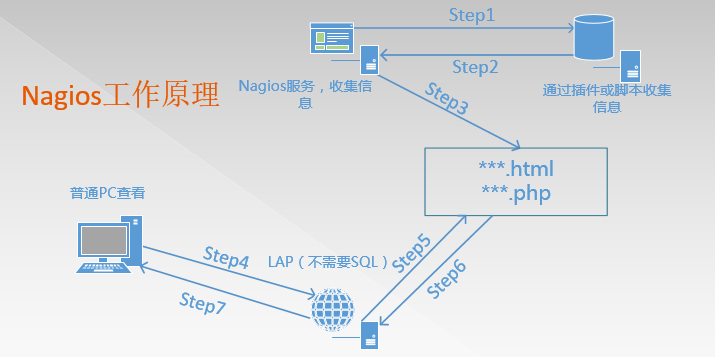 Step1
Step2
Nagios工作原理
Nagios服务，收集信
息
通过插件或脚本收集
信息
Step3
***.html
***.php
普通PC查看
Step4
LAP（不需要SQL）
Step5
Step6
Step7